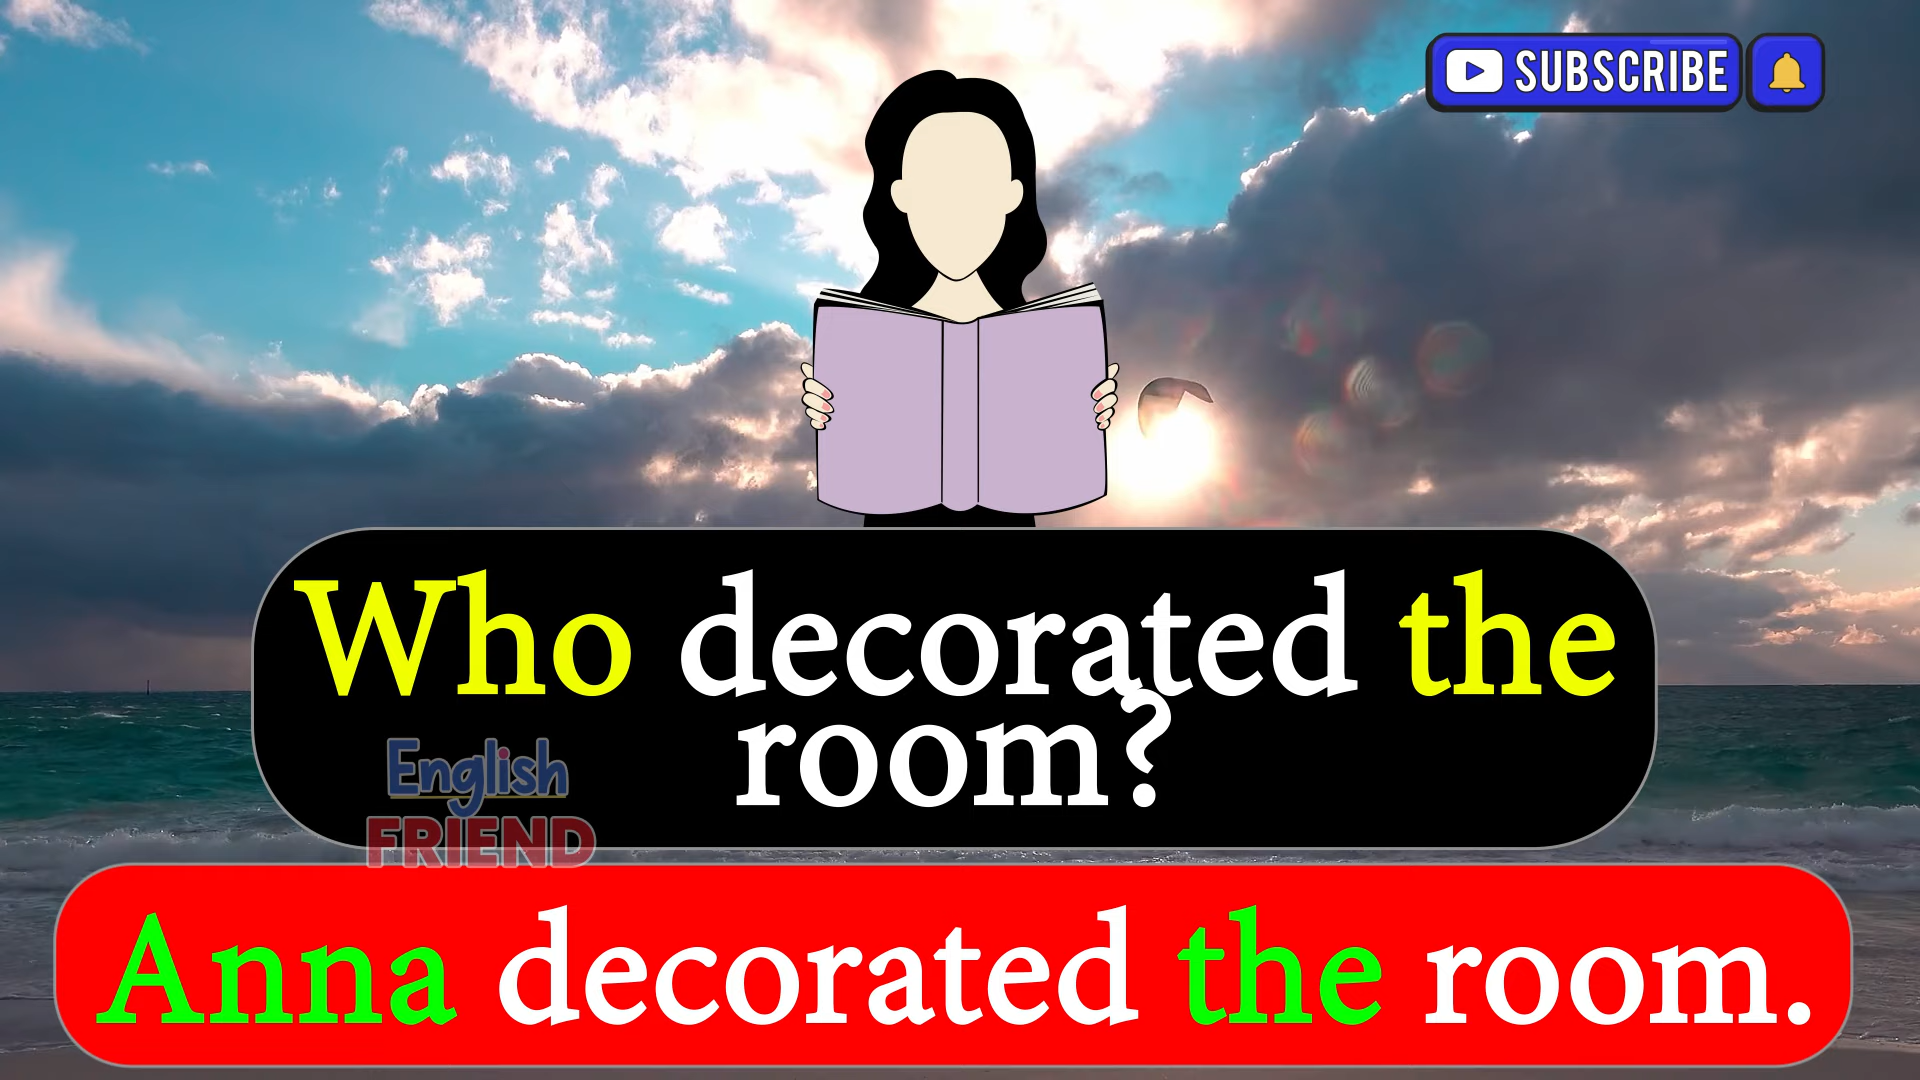 SUBSCRIBE
Who decorated the
room?
English
FRIEND
Anna decorated the room.